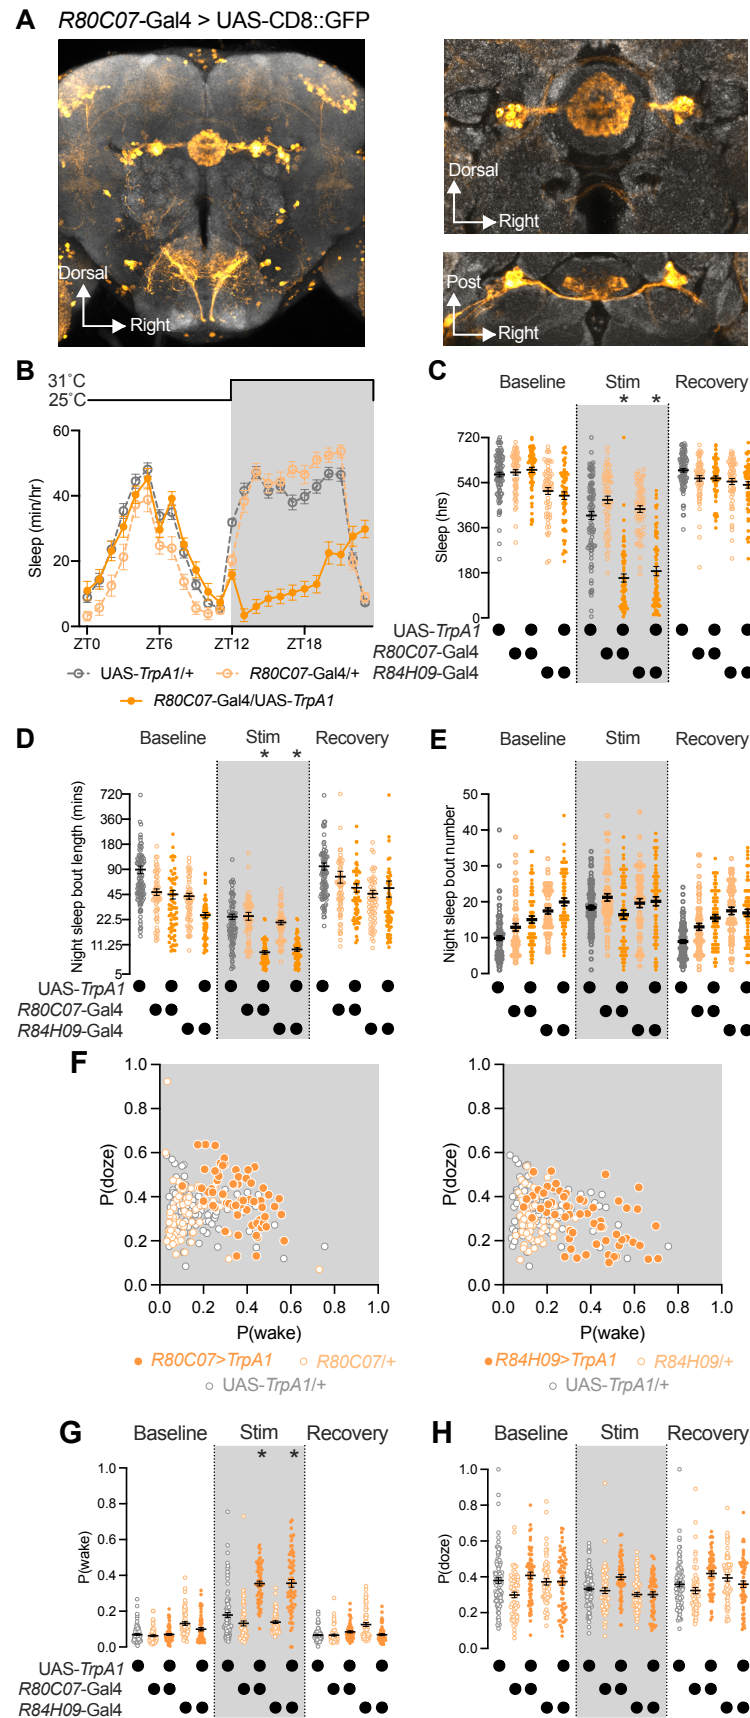 A R80C07-Gal4 > UAS-CD8::GFP
Dorsal
Right
Dorsal
Right
Post
Right
B
31˚C
25˚C
Sleep (min/hr)
60
40
20
0
ZT0 ZT6 ZT12 ZT18
UAS-TrpA1/+ R80C07-Gal4/+
R80C07-Gal4/UAS-TrpA1
C
Baseline Stim Recovery
* *
Sleep (hrs)
720
540
360
180
0
UAS-TrpA1
R80C07-Gal4
R84H09-Gal4
D
Baseline Stim Recovery
* *
Night sleep bout length (mins)
720
360
180
90
45
22.5
11.25
5
UAS-TrpA1
R80C07-Gal4
R84H09-Gal4
E
Baseline Stim Recovery
Night sleep bout number
50
40
30
20
10
0
F
P(doze)
1.0
0.8
0.6
0.4
0.2
0.0
0.0 0.2 0.4 0.6 0.8 1.0
P(wake)
R80C07>TrpA1 R80C07/+
UAS-TrpA1/+
P(doze)
1.0
0.8
0.6
0.4
0.2
0.0
0.0 0.2 0.4 0.6 0.8 1.0
P(wake)
R84H09>TrpA1 R84H09/+
UAS-TrpA1/+
G
Baseline Stim Recovery
* *
P(wake)
1.0
0.8
0.6
0.4
0.2
0.0
UAS-TrpA1
R80C07-Gal4
R84H09-Gal4
H
Baseline Stim Recovery
P(doze)
1.0
0.8
0.6
0.4
0.2
0.0